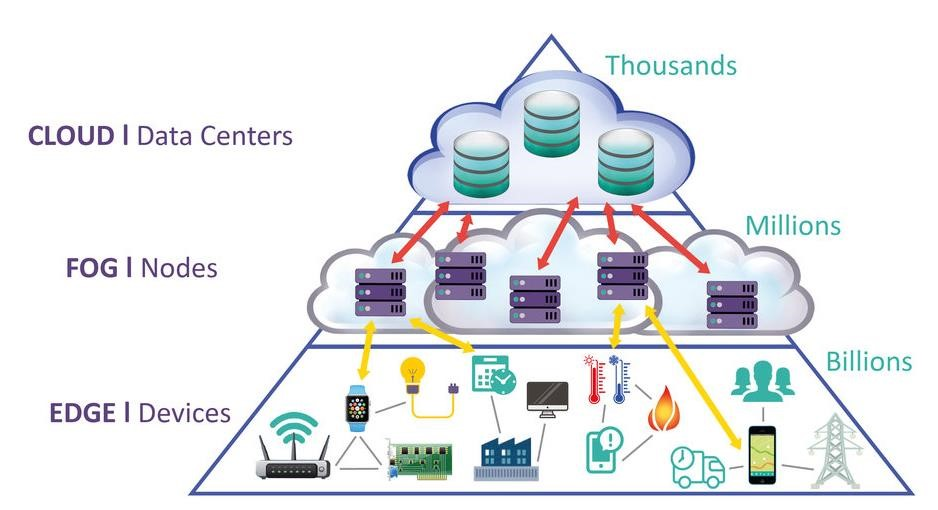 Thousands
CLOUD l Data Centers
Millions
FOG l Nodes
Billions
EDGE l Devices